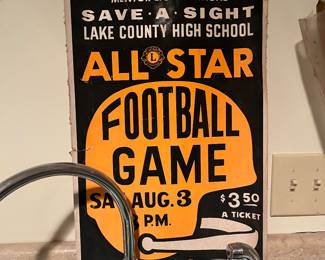 SAVE·A·SIGHT
LAKE COUNTY HIGH SCHOOL
ALL STAR
L
FOOTBALL
GAME
AUG. 3
$3.50
A TICKET
P.M.